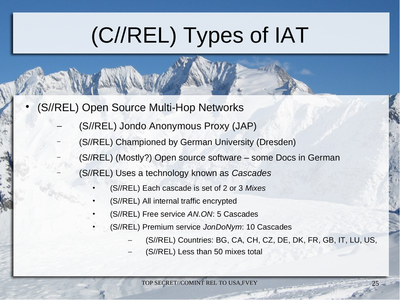 (C//REL) Types of IAT
• (S//REL) Open Source Multi-Hop Networks
– (S//REL) Jondo Anonymous Proxy (JAP)
– (S//REL) Championed by German University (Dresden)
– (S//REL) (Mostly?) Open source software – some Docs in German
– (S//REL) Uses a technology known as Cascades
• (S//REL) Each cascade is set of 2 or 3 Mixes
• (S//REL) All internal traffic encrypted
• (S//REL) Free service AN.ON: 5 Cascades
• (S//REL) Premium service JonDoNym: 10 Cascades
– (S//REL) Countries: BG, CA, CH, CZ, DE, DK, FR, GB, IT, LU, US,
– (S//REL) Less than 50 mixes total
TOP SECRET//COMINT REL TO USA,FVEY
25